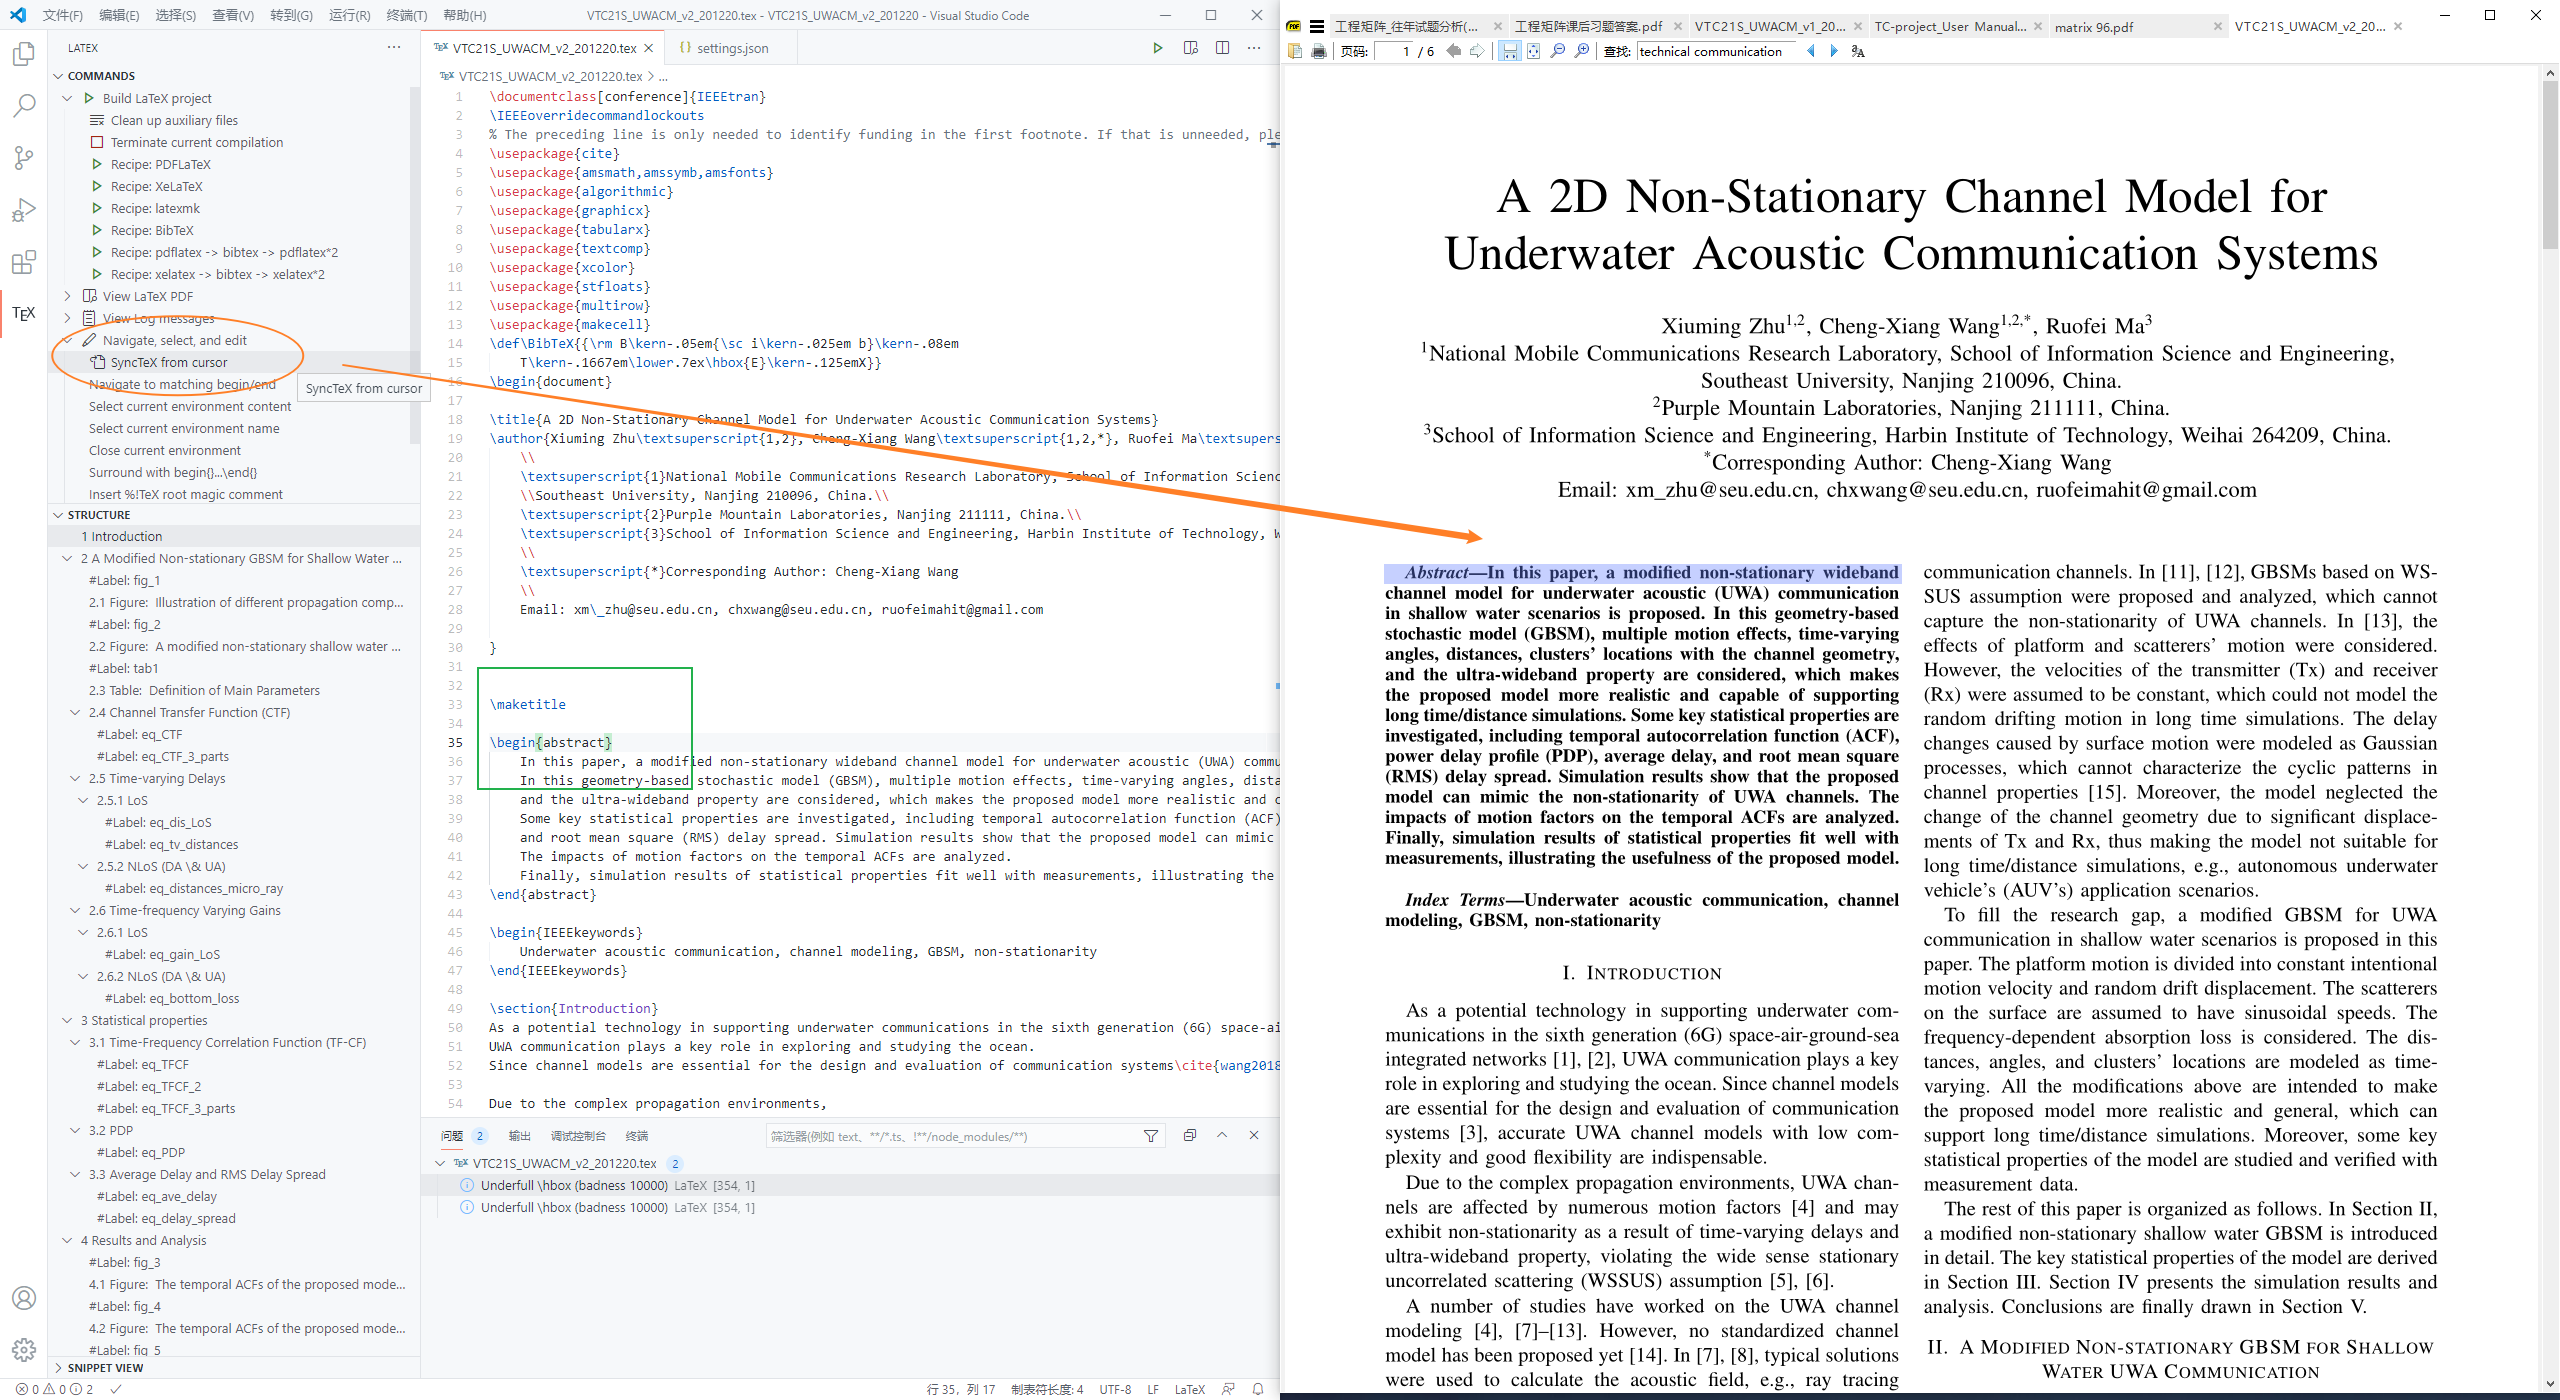 文件(F) 编辑(E) 选择(S) 查看(V) 转到(G) 运行(R) 终端(T) 帮助(H) VTC21S_UWACM_v2_201220.tex - VTC21S_UWACM_v2_201220 - Visual Studio Code
LATEX
COMMANDS
Build LaTeX project
Clean up auxiliary files
Terminate current compilation
Recipe: PDFLaTeX
Recipe: XeLaTeX
Recipe: latexmk
Recipe: BibTeX
Recipe: pdflatex -> bibtex -> pdflatex*2
Recipe: xelatex -> bibtex -> xelatex*2
View LaTeX PDF
View Log messages
Navigate, select, and edit
SyncTeX from cursor
Navigate to matching begin/end
SyncTeX from cursor
Select current environment content
Select current environment name
Close current environment
Surround with begin{}...\end{}
Insert %!TeX root magic comment
STRUCTURE
1 Introduction
2 A Modified Non-stationary GBSM for Shallow Water ...
#Label: fig_1
2.1 Figure: Illustration of different propagation comp...
#Label: fig_2
2.2 Figure: A modified non-stationary shallow water ...
#Label: tab1
2.3 Table: Definition of Main Parameters
2.4 Channel Transfer Function (CTF)
#Label: eq_CTF
#Label: eq_CTF_3_parts
2.5 Time-varying Delays
2.5.1 LoS
#Label: eq_dis_LoS
#Label: eq_tv_distances
2.5.2 NLoS (DA \& UA)
#Label: eq_distances_micro_ray
2.6 Time-frequency Varying Gains
2.6.1 LoS
#Label: eq_gain_LoS
2.6.2 NLoS (DA \& UA)
#Label: eq_bottom_loss
3 Statistical properties
3.1 Time-Frequency Correlation Function (TF-CF)
#Label: eq_TFCF
#Label: eq_TFCF_2
#Label: eq_TFCF_3_parts
3.2 PDP
#Label: eq_PDP
3.3 Average Delay and RMS Delay Spread
#Label: eq_ave_delay
#Label: eq_delay_spread
4 Results and Analysis
#Label: fig_3
4.1 Figure: The temporal ACFs of the proposed mode...
#Label: fig_4
4.2 Figure: The temporal ACFs of the proposed mode...
#Label: fig_5
SNIPPET VIEW
TEX
VTC21S_UWACM_v2_201220.tex settings.json
VTC21S_UWACM_v2_201220.tex > ...
1 \documentclass[conference]{IEEEtran}
2 \IEEEoverridecommandlockouts
3 % The preceding line is only needed to identify funding in the first footnote. If that is unneeded, ple
4 \usepackage{cite}
5 \usepackage{amsmath,amssymb,amsfonts}
6 \usepackage{algorithmic}
7 \usepackage{graphicx}
8 \usepackage{tabularx}
9 \usepackage{textcomp}
10 \usepackage{xcolor}
11 \usepackage{stfloats}
12 \usepackage{multirow}
13 \usepackage{makecell}
14 \def\BibTeX{{\rm B\kern-.05em{\sc i\kern-.025em b}\kern-.08em
15 T\kern-.1667em\lower.7ex\hbox{E}\kern-.125emX}}
16 \begin{document}
17
18 \title{A 2D Non-Stationary Channel Model for Underwater Acoustic Communication Systems}
19 \author{Xiuming Zhu\textsuperscript{1,2}, Cheng-Xiang Wang\textsuperscript{1,2,*}, Ruofei Ma\textsupers
20 \\
21 \textsuperscript{1}National Mobile Communications Research Laboratory, School of Information Scienc
22 \\Southeast University, Nanjing 210096, China.\\
23 \textsuperscript{2}Purple Mountain Laboratories, Nanjing 211111, China.\\
24 \textsuperscript{3}School of Information Science and Engineering, Harbin Institute of Technology, W
25 \\
26 \textsuperscript{*}Corresponding Author: Cheng-Xiang Wang
27 \\
28 Email: xm\_zhu@seu.edu.cn, chxwang@seu.edu.cn, ruofeimahit@gmail.com
29
30 }
31
32
33 \maketitle
34
35 \begin{abstract}
36 In this paper, a modified non-stationary wideband channel model for underwater acoustic (UWA) commu
37 In this geometry-based stochastic model (GBSM), multiple motion effects, time-varying angles, dista
38 and the ultra-wideband property are considered, which makes the proposed model more realistic and c
39 Some key statistical properties are investigated, including temporal autocorrelation function (ACF)
40 and root mean square (RMS) delay spread. Simulation results show that the proposed model can mimic
41 The impacts of motion factors on the temporal ACFs are analyzed.
42 Finally, simulation results of statistical properties fit well with measurements, illustrating the
43 \end{abstract}
44
45 \begin{IEEEkeywords}
46 Underwater acoustic communication, channel modeling, GBSM, non-stationarity
47 \end{IEEEkeywords}
48
49 \section{Introduction}
50 As a potential technology in supporting underwater communications in the sixth generation (6G) space-ai
51 UWA communication plays a key role in exploring and studying the ocean.
52 Since channel models are essential for the design and evaluation of communication systems\cite{wang2018
53
54 Due to the complex propagation environments,
问题 2 输出 调试控制台 终端 筛选器(例如 text、**/*.ts、!**/node_modules/**)
VTC21S_UWACM_v2_201220.tex 2
Underfull \hbox (badness 10000) LaTeX [354, 1]
Underfull \hbox (badness 10000) LaTeX [354, 1]
0 0 2 行 35，列 17 制表符长度: 4 UTF-8 LF LaTeX
工程矩阵_往年试题分析(... 工程矩阵课后习题答案.pdf VTC21S_UWACM_v1_20... TC-project_User Manual... matrix 96.pdf VTC21S_UWACM_v2_20...
页码: 1 / 6 查找: technical communication
A 2D Non-Stationary Channel Model for
Underwater Acoustic Communication Systems
Xiuming Zhu1,2, Cheng-Xiang Wang1,2,*, Ruofei Ma3
1National Mobile Communications Research Laboratory, School of Information Science and Engineering,
Southeast University, Nanjing 210096, China.
2Purple Mountain Laboratories, Nanjing 211111, China.
3School of Information Science and Engineering, Harbin Institute of Technology, Weihai 264209, China.
*Corresponding Author: Cheng-Xiang Wang
Email: xm_zhu@seu.edu.cn, chxwang@seu.edu.cn, ruofeimahit@gmail.com
Abstract—In this paper, a modified non-stationary wideband
channel model for underwater acoustic (UWA) communication
in shallow water scenarios is proposed. In this geometry-based
stochastic model (GBSM), multiple motion effects, time-varying
angles, distances, clusters' locations with the channel geometry,
and the ultra-wideband property are considered, which makes
the proposed model more realistic and capable of supporting
long time/distance simulations. Some key statistical properties are
investigated, including temporal autocorrelation function (ACF),
power delay profile (PDP), average delay, and root mean square
(RMS) delay spread. Simulation results show that the proposed
model can mimic the non-stationarity of UWA channels. The
impacts of motion factors on the temporal ACFs are analyzed.
Finally, simulation results of statistical properties fit well with
measurements, illustrating the usefulness of the proposed model.
Index Terms—Underwater acoustic communication, channel
modeling, GBSM, non-stationarity
I. INTRODUCTION
As a potential technology in supporting underwater com-
munications in the sixth generation (6G) space-air-ground-sea
integrated networks [1], [2], UWA communication plays a key
role in exploring and studying the ocean. Since channel models
are essential for the design and evaluation of communication
systems [3], accurate UWA channel models with low com-
plexity and good flexibility are indispensable.
Due to the complex propagation environments, UWA chan-
nels are affected by numerous motion factors [4] and may
exhibit non-stationarity as a result of time-varying delays and
ultra-wideband property, violating the wide sense stationary
uncorrelated scattering (WSSUS) assumption [5], [6].
A number of studies have worked on the UWA channel
modeling [4], [7]–[13]. However, no standardized channel
model has been proposed yet [14]. In [7], [8], typical solutions
were used to calculate the acoustic field, e.g., ray tracing
communication channels. In [11], [12], GBSMs based on WS-
SUS assumption were proposed and analyzed, which cannot
capture the non-stationarity of UWA channels. In [13], the
effects of platform and scatterers' motion were considered.
However, the velocities of the transmitter (Tx) and receiver
(Rx) were assumed to be constant, which could not model the
random drifting motion in long time simulations. The delay
changes caused by surface motion were modeled as Gaussian
processes, which cannot characterize the cyclic patterns in
channel properties [15]. Moreover, the model neglected the
change of the channel geometry due to significant displace-
ments of Tx and Rx, thus making the model not suitable for
long time/distance simulations, e.g., autonomous underwater
vehicle's (AUV's) application scenarios.
To fill the research gap, a modified GBSM for UWA
communication in shallow water scenarios is proposed in this
paper. The platform motion is divided into constant intentional
motion velocity and random drift displacement. The scatterers
on the surface are assumed to have sinusoidal speeds. The
frequency-dependent absorption loss is considered. The dis-
tances, angles, and clusters' locations are modeled as time-
varying. All the modifications above are intended to make
the proposed model more realistic and general, which can
support long time/distance simulations. Moreover, some key
statistical properties of the model are studied and verified with
measurement data.
The rest of this paper is organized as follows. In Section II,
a modified non-stationary shallow water GBSM is introduced
in detail. The key statistical properties of the model are derived
in Section III. Section IV presents the simulation results and
analysis. Conclusions are finally drawn in Section V.
II. A MODIFIED NON-STATIONARY GBSM FOR SHALLOW
WATER UWA COMMUNICATION